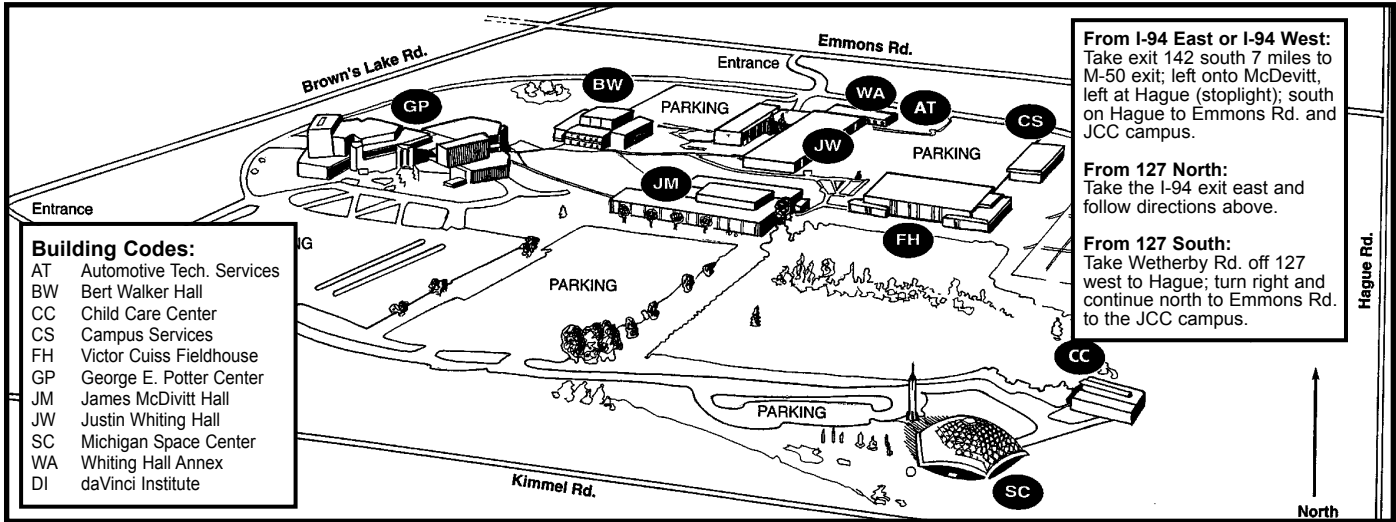 Brown's Lake Rd.
Emmons Rd.
Entrance
GP
BW
PARKING
WA
AT
CS
JW
PARKING
JM
FH
Entrance
NG
PARKING
CC
PARKING
SC
Kimmel Rd.
Hague Rd.
North
From I-94 East or I-94 West:
Take exit 142 south 7 miles to
M-50 exit; left onto McDevitt,
left at Hague (stoplight); south
on Hague to Emmons Rd. and
JCC campus.
From 127 North:
Take the I-94 exit east and
follow directions above.
From 127 South:
Take Wetherby Rd. off 127
west to Hague; turn right and
continue north to Emmons Rd.
to the JCC campus.
Building Codes:
AT Automotive Tech. Services
BW Bert Walker Hall
CC Child Care Center
CS Campus Services
FH Victor Cuiss Fieldhouse
GP George E. Potter Center
JM James McDivitt Hall
JW Justin Whiting Hall
SC Michigan Space Center
WA Whiting Hall Annex
DI daVinci Institute